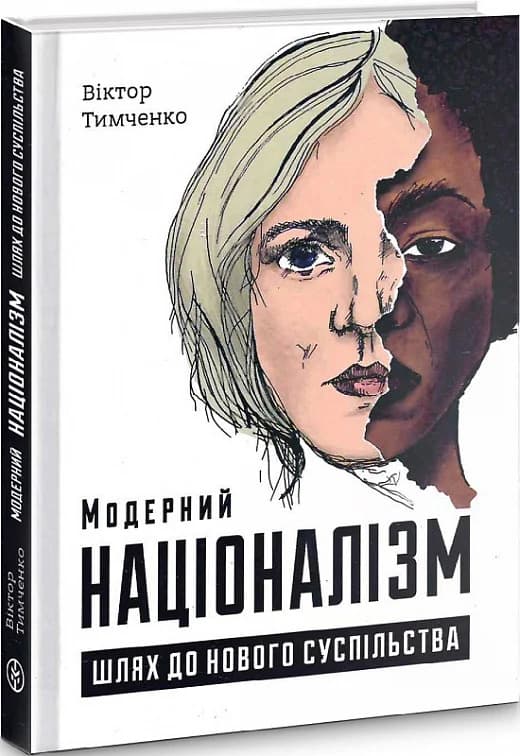 Віктор
Тимченко
Модерний
НАЦІОНАЛІЗМ
ШЛЯХ ДО НОВОГО СУСПІЛЬСТВА
Віктор
Тимченко
МОДЕРНИЙ НАЦІОНАЛІЗМ ШЛЯХ ДО НОВОГО СУСПІЛЬСТВА